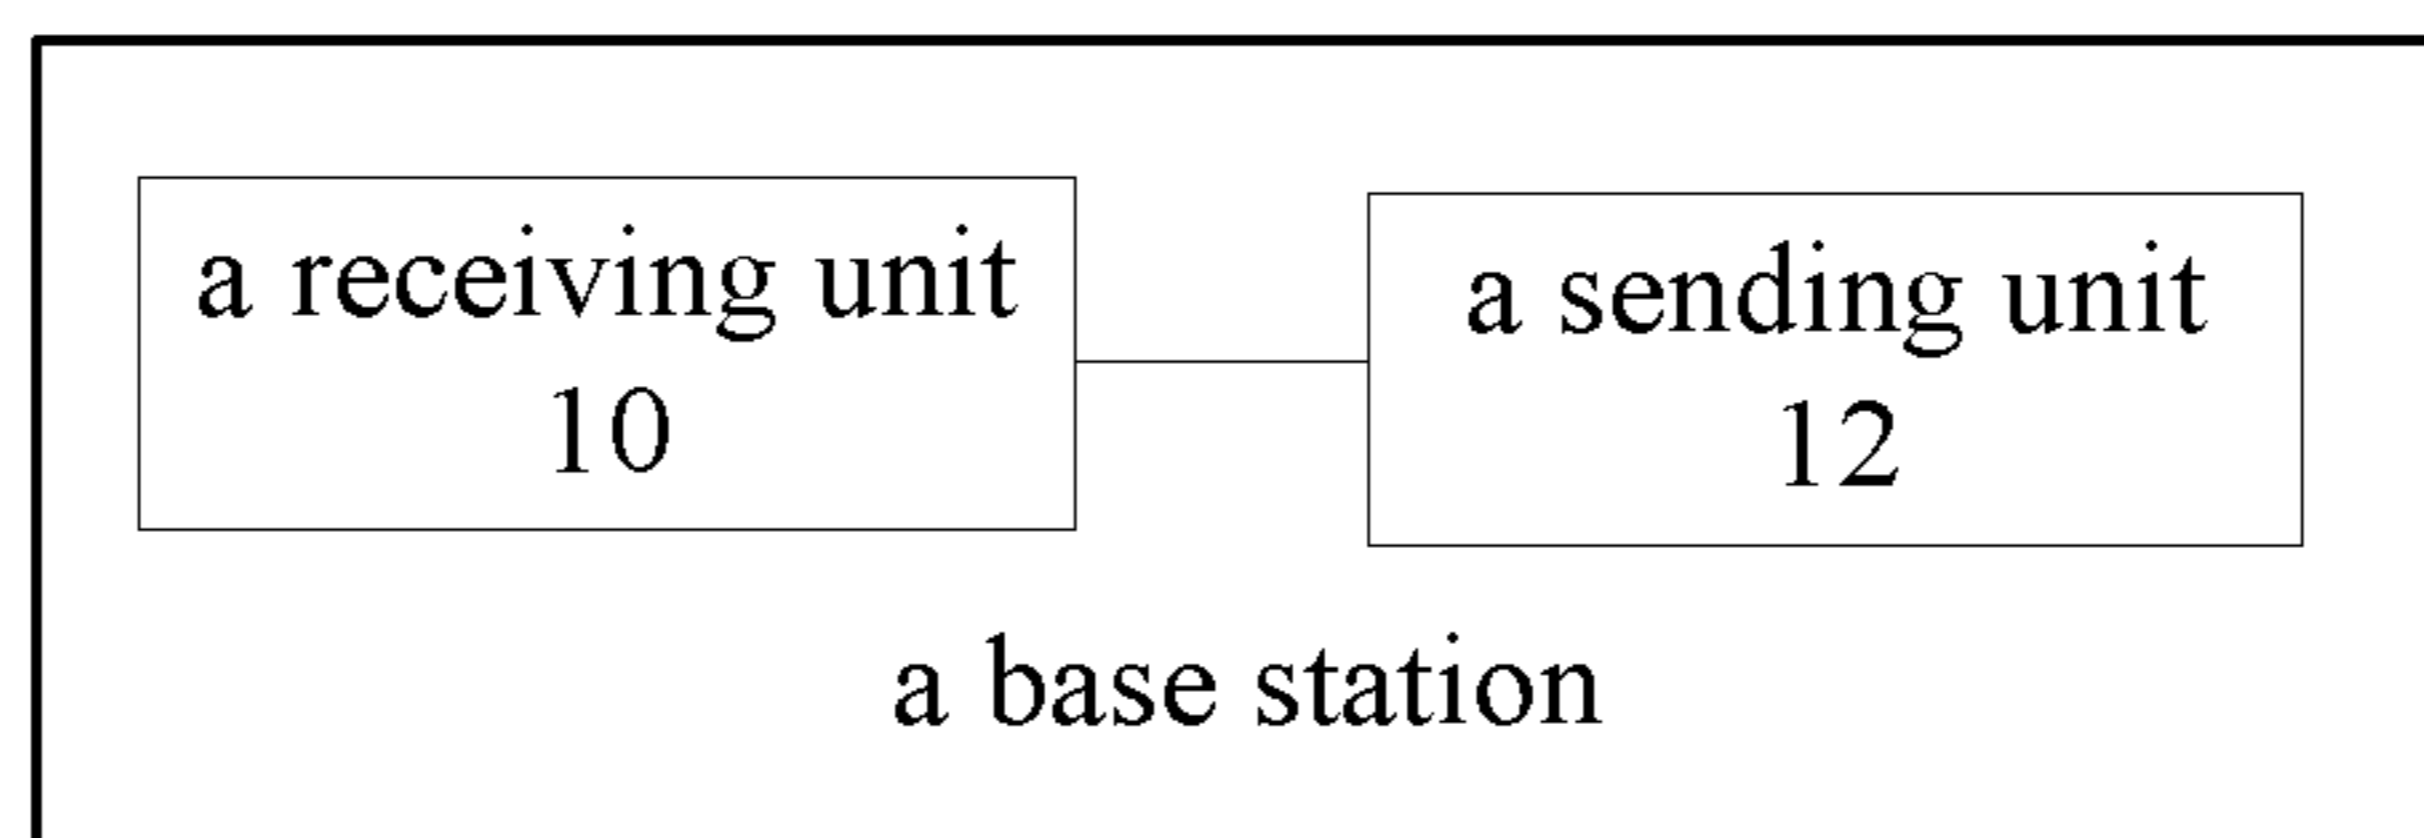 a receiving unit
10
a sending unit
12
a base station